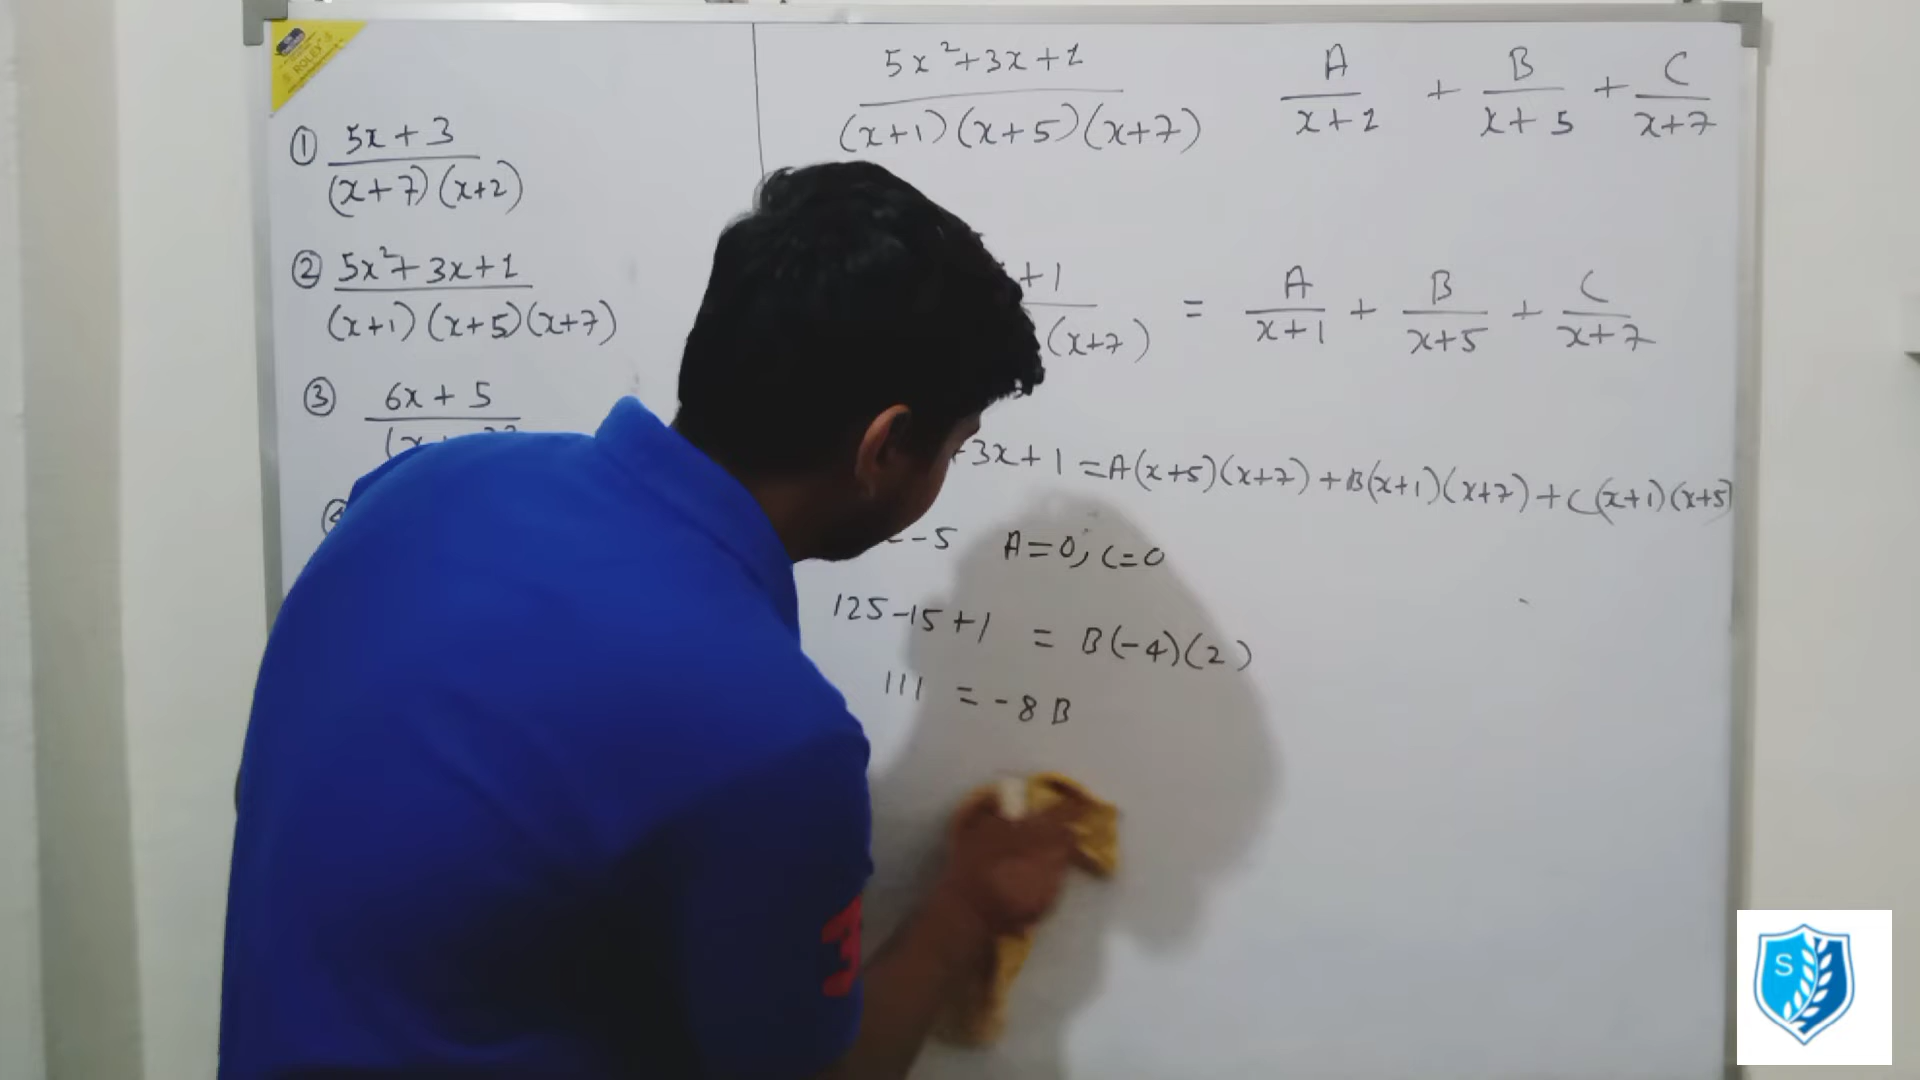 ROLEX
① 5x + 3
(x+7) (x+2)
② 5x²+ 3x+1
(x+1) (x+5) (x+7)
③ 6x + 5
5x²+3x+1
(x+1) (x+5) (x+7)
A + B + C
x+1 x+5 x+7
+1 = A + B + C
(x+7) x+1 x+5 x+7
3x+1 = A(x+5)(x+7) + B(x+1)(x+7) + C(x+1)(x+5)
= -5 A=0, C=0
125-15+1 = B(-4)(2)
111 = -8B
S